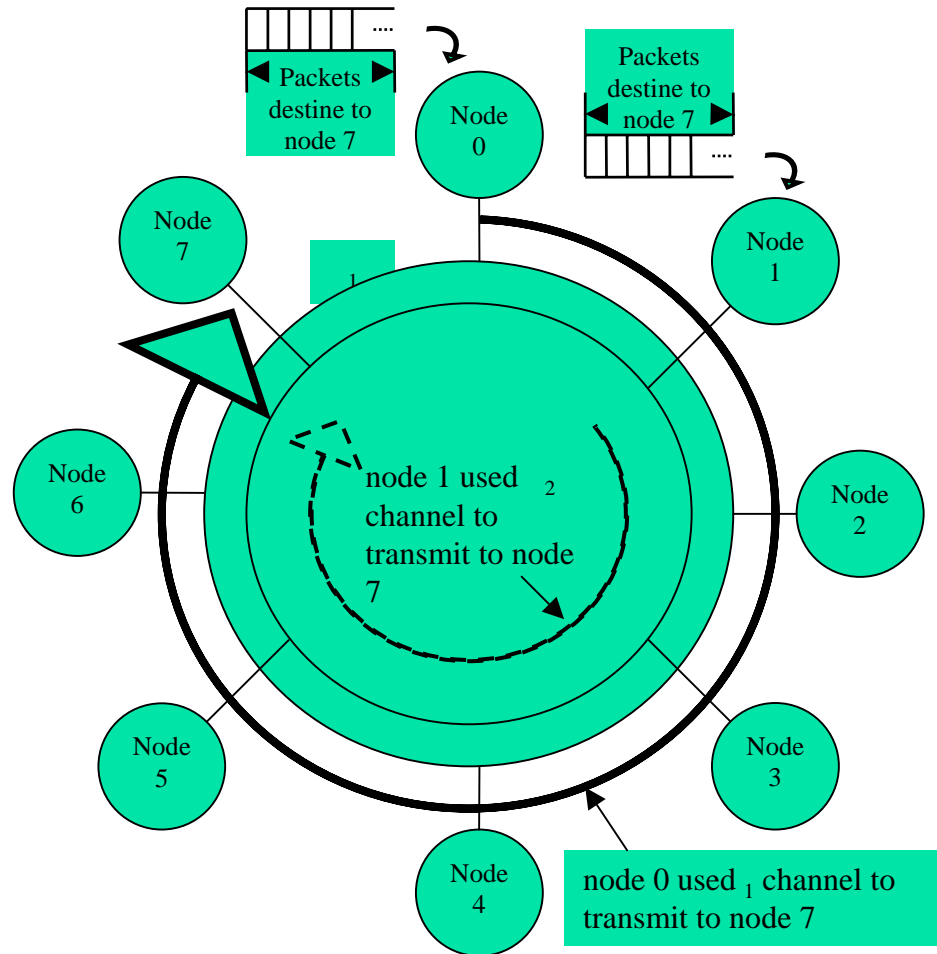 ....
Packets
destine to
node 7
Packets
destine to
node 7
....
Node
0
Node
1
Node
7
1
node 1 used 2
channel to
transmit to node
7
Node
6
Node
2
Node
5
Node
3
Node
4
node 0 used 1 channel to
transmit to node 7